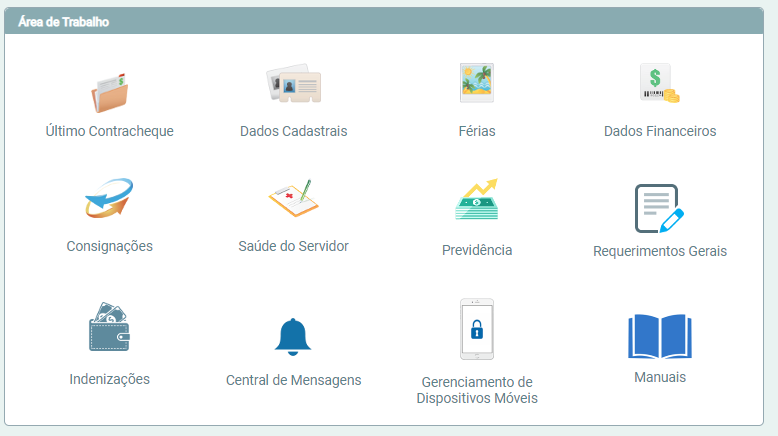 Área de Trabalho
Último Contracheque
Dados Cadastrais
Férias
Dados Financeiros
Consignações
Saúde do Servidor
Previdência
Requerimentos Gerais
Indenizações
Central de Mensagens
Gerenciamento de
Dispositivos Móveis
Manuais